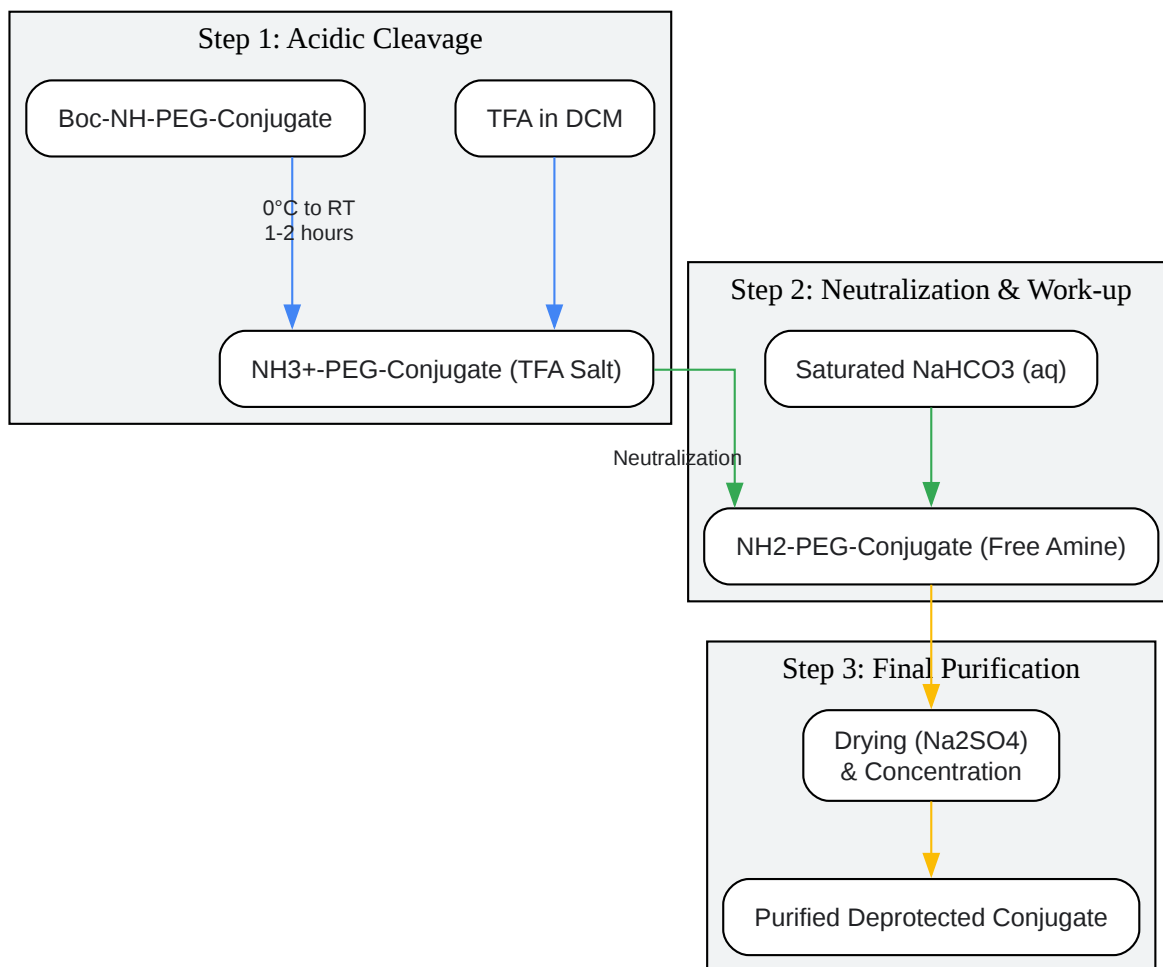 Step 1: Acidic Cleavage
Boc-NH-PEG-Conjugate
TFA in DCM
0°C to RT
1-2 hours
NH3+-PEG-Conjugate (TFA Salt)
Step 2: Neutralization & Work-up
Saturated NaHCO3 (aq)
Neutralization
NH2-PEG-Conjugate (Free Amine)
Step 3: Final Purification
Drying (Na2SO4)
& Concentration
Purified Deprotected Conjugate